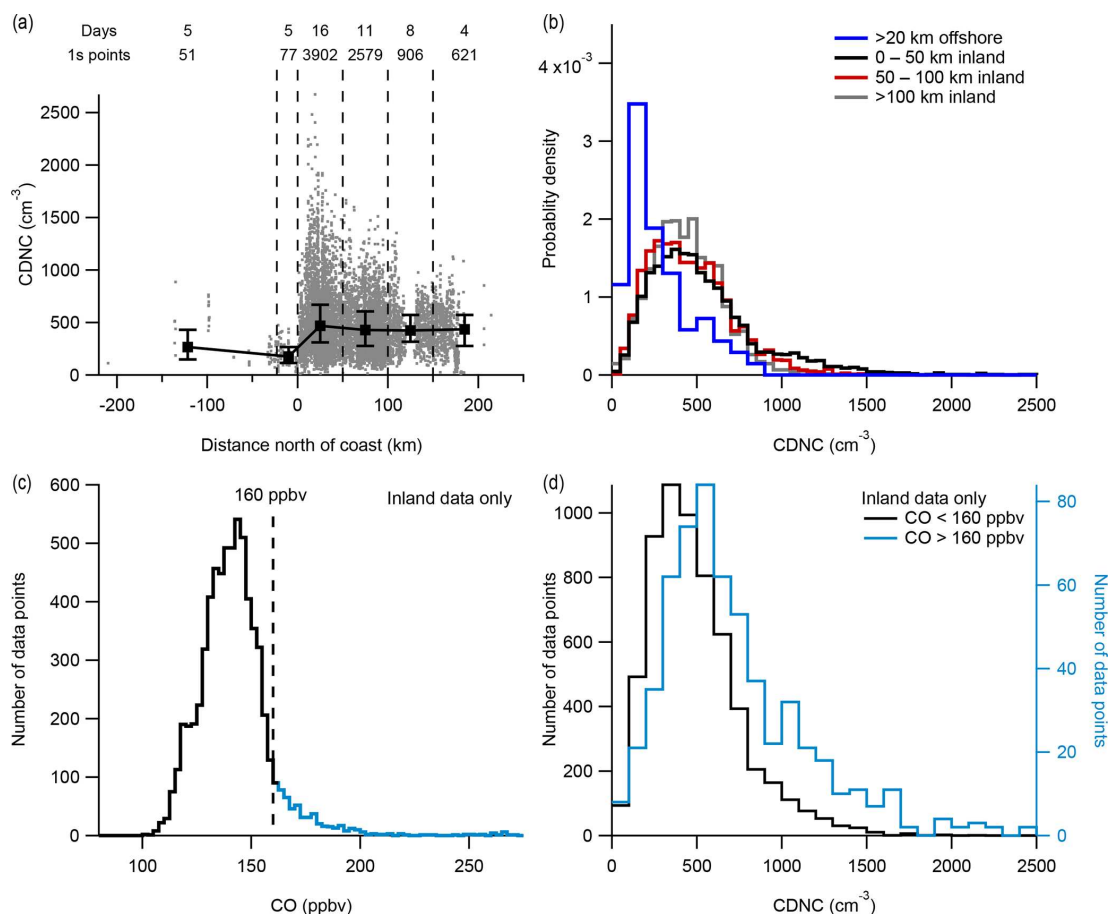 (a)
Days 5 5 16 11 8 4
1s points 51 77 3902 2579 906 621
CDNC (cm-3)
2500
2000
1500
1000
500
0
-200 -100 0 100 200
Distance north of coast (km)
(b)
>20 km offshore
0 – 50 km inland
50 – 100 km inland
>100 km inland
Probablity density
4 x10-3
3
2
1
0
0 500 1000 1500 2000 2500
CDNC (cm-3)
(c)
160 ppbv
Inland data only
Number of data points
600
500
400
300
200
100
0
100 150 200 250
CO (ppbv)
(d)
Inland data only
CO < 160 ppbv
CO > 160 ppbv
Number of data points
1000
800
600
400
200
0
80
60
40
20
0
Number of data points
0 500 1000 1500 2000 2500
CDNC (cm-3)